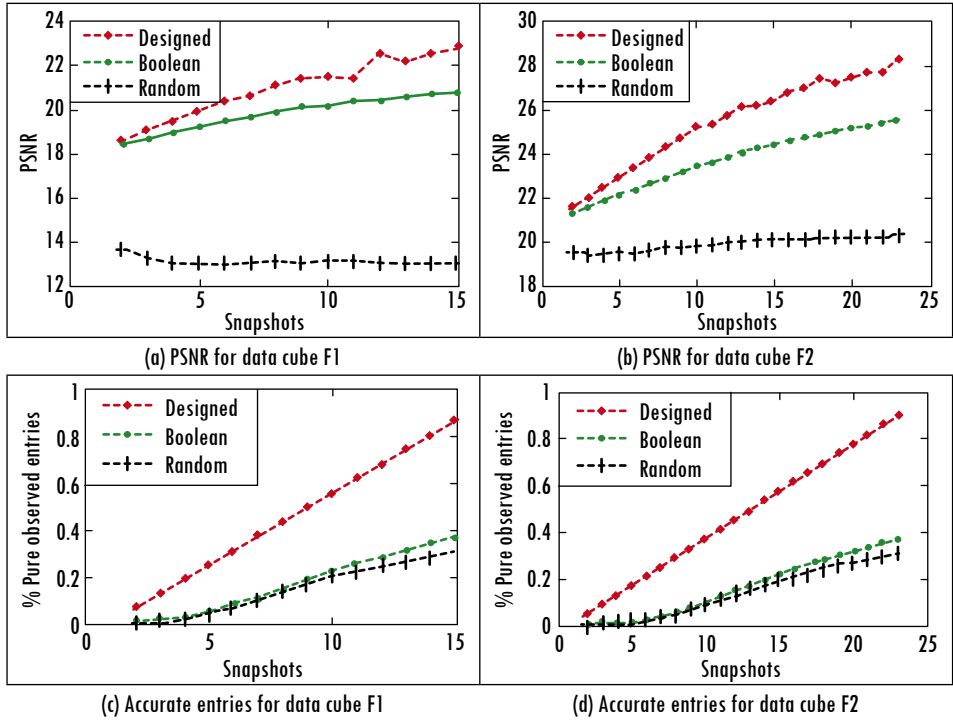 24
22
20
18
16
14
12
PSNR
Designed
Boolean
Random
0
5
10
15
Snapshots
(a) PSNR for data cube F1
30
28
26
24
22
20
18
PSNR
Designed
Boolean
Random
0
5
10
15
20
25
Snapshots
(b) PSNR for data cube F2
1
0.8
0.6
0.4
0.2
0
% Pure observed entries
Designed
Boolean
Random
0
5
10
15
Snapshots
(c) Accurate entries for data cube F1
1
0.8
0.6
0.4
0.2
0
% Pure observed entries
Designed
Boolean
Random
0
5
10
15
20
25
Snapshots
(d) Accurate entries for data cube F2